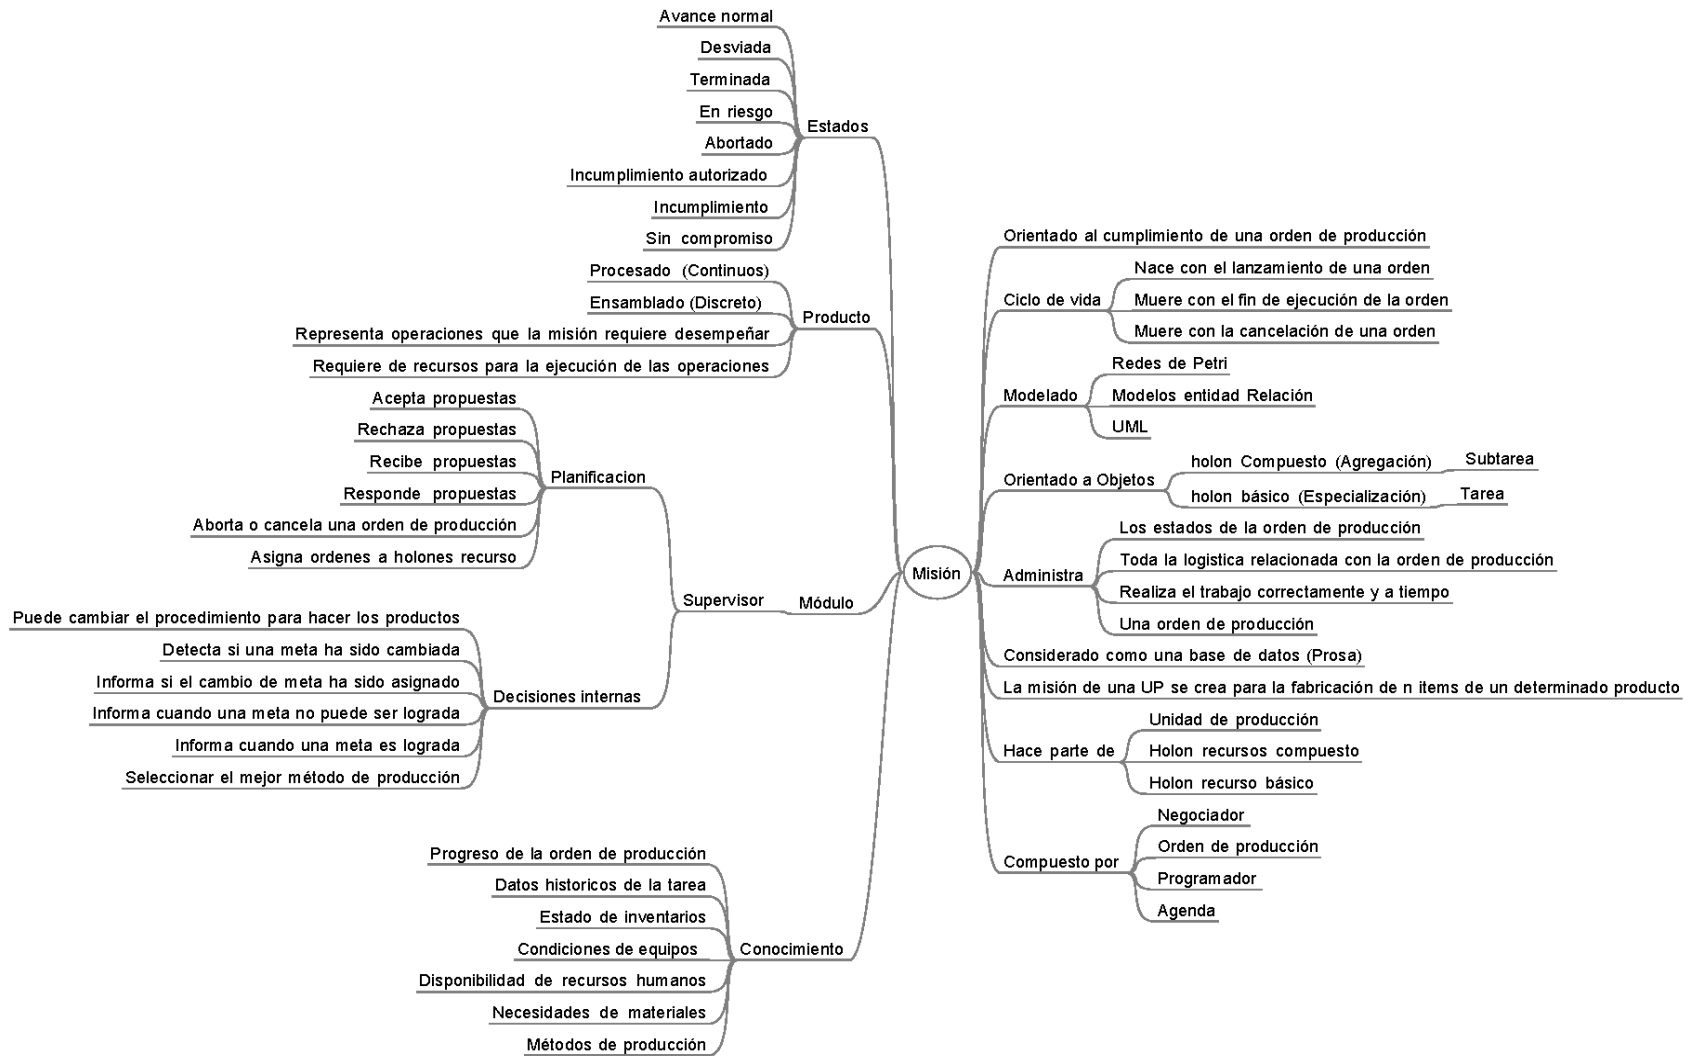 Avance normal
Desviada
Terminada
En riesgo
Abortado
Incumplimiento autorizado
Incumplimiento
Sin compromiso
Estados
Procesado (Continuos)
Ensamblado (Discreto)
Representa operaciones que la misión requiere desempeñar
Requiere de recursos para la ejecución de las operaciones
Producto
Acepta propuestas
Rechaza propuestas
Recibe propuestas
Responde propuestas
Aborta o cancela una orden de producción
Asigna ordenes a holones recurso
Planificacion
Puede cambiar el procedimiento para hacer los productos
Detecta si una meta ha sido cambiada
Informa si el cambio de meta ha sido asignado
Informa cuando una meta no puede ser lograda
Informa cuando una meta es lograda
Seleccionar el mejor método de producción
Decisiones internas
Supervisor
Módulo
Progreso de la orden de producción
Datos historicos de la tarea
Estado de inventarios
Condiciones de equipos
Disponibilidad de recursos humanos
Necesidades de materiales
Métodos de producción
Conocimiento
Misión
Orientado al cumplimiento de una orden de producción
Ciclo de vida
Nace con el lanzamiento de una orden
Muere con el fin de ejecución de la orden
Muere con la cancelación de una orden
Modelado
Redes de Petri
Modelos entidad Relación
UML
Orientado a Objetos
holon Compuesto (Agregación)
Subtarea
holon básico (Especialización)
Tarea
Administra
Los estados de la orden de producción
Toda la logistica relacionada con la orden de producción
Realiza el trabajo correctamente y a tiempo
Una orden de producción
Considerado como una base de datos (Prosa)
La misión de una UP se crea para la fabricación de n items de un determinado producto
Hace parte de
Unidad de producción
Holon recursos compuesto
Holon recurso básico
Compuesto por
Negociador
Orden de producción
Programador
Agenda